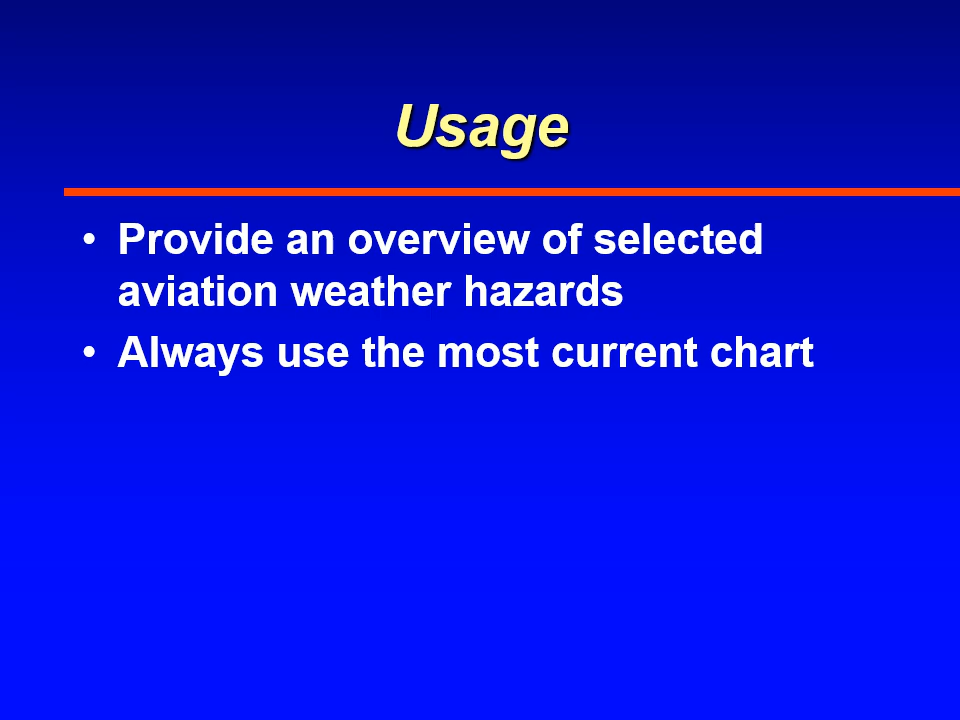 Usage
• Provide an overview of selected
aviation weather hazards
• Always use the most current chart